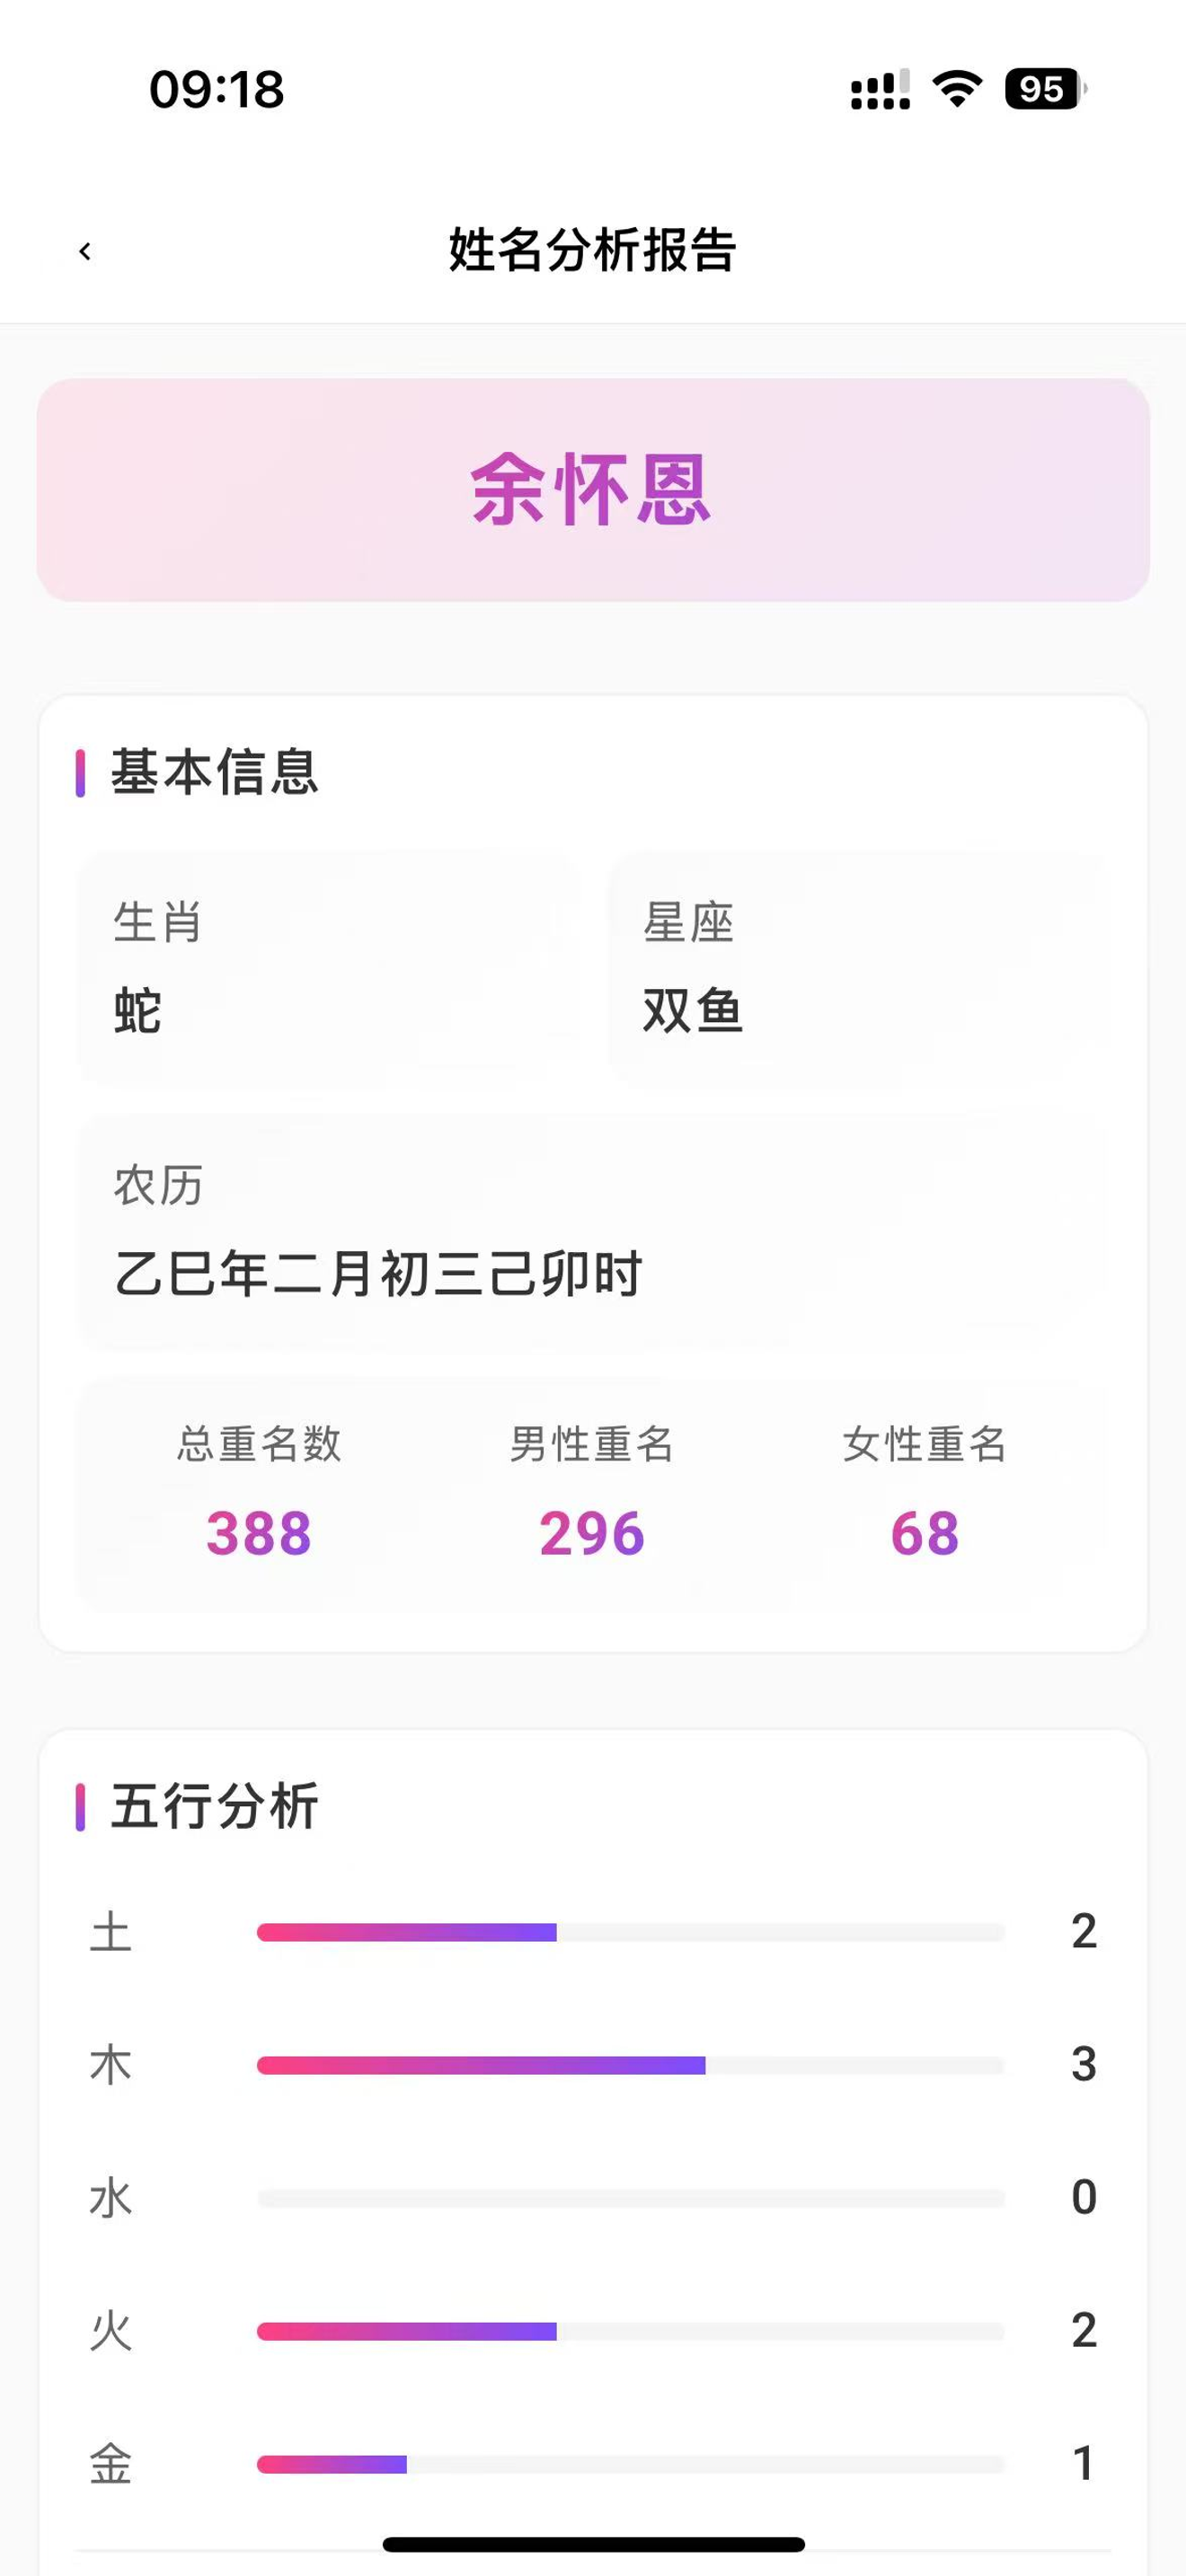 09:18
95
姓名分析报告
余怀恩
基本信息
生肖
星座
蛇
双鱼
农历
乙巳年二月初三己卯时
总重名数
男性重名
女性重名
388
296
68
五行分析
土
2
木
3
水
0
火
2
金
1